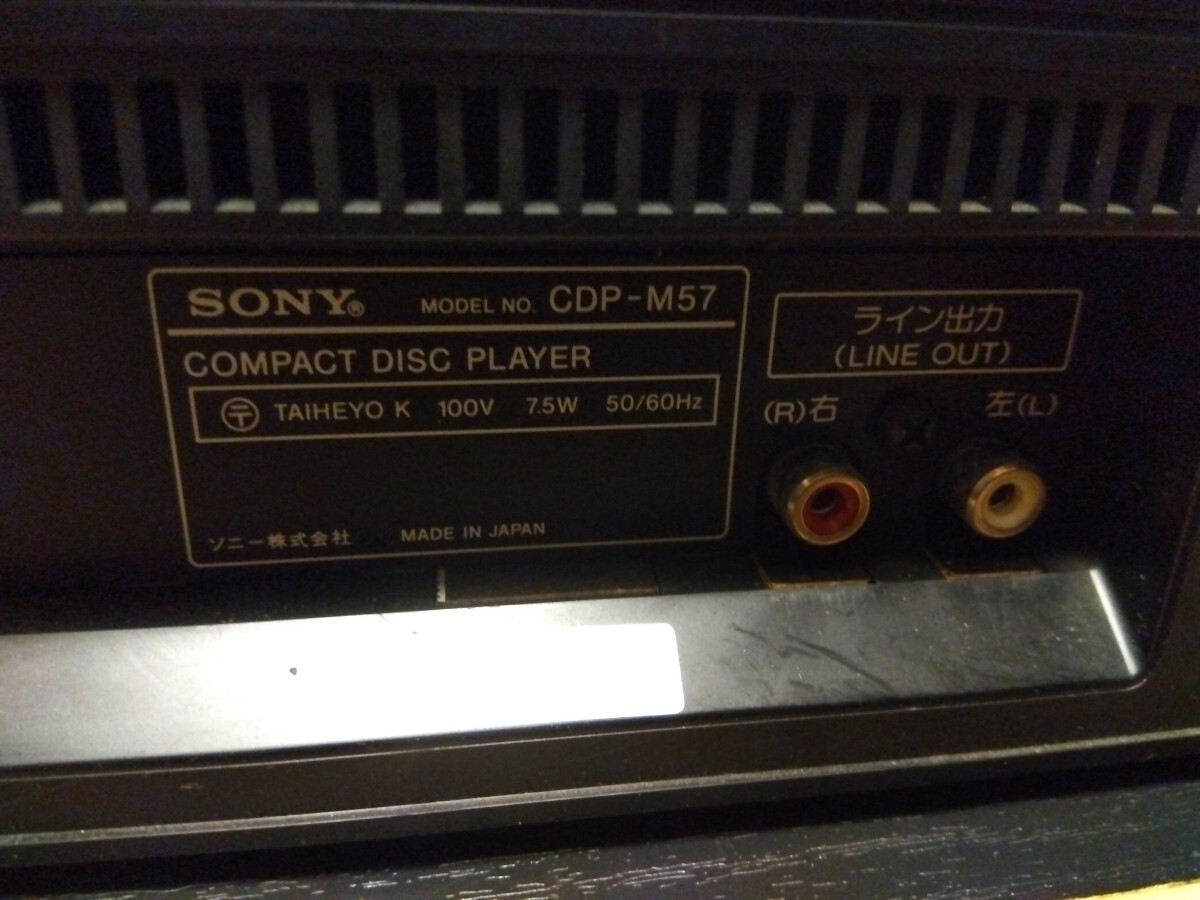 SONY® MODEL NO. CDP-M57
COMPACT DISC PLAYER
〒 TAIHEYO K 100V 7.5W 50/60Hz
ソニー株式会社 MADE IN JAPAN
ライン出力
(LINE OUT)
(R)右 左(L)